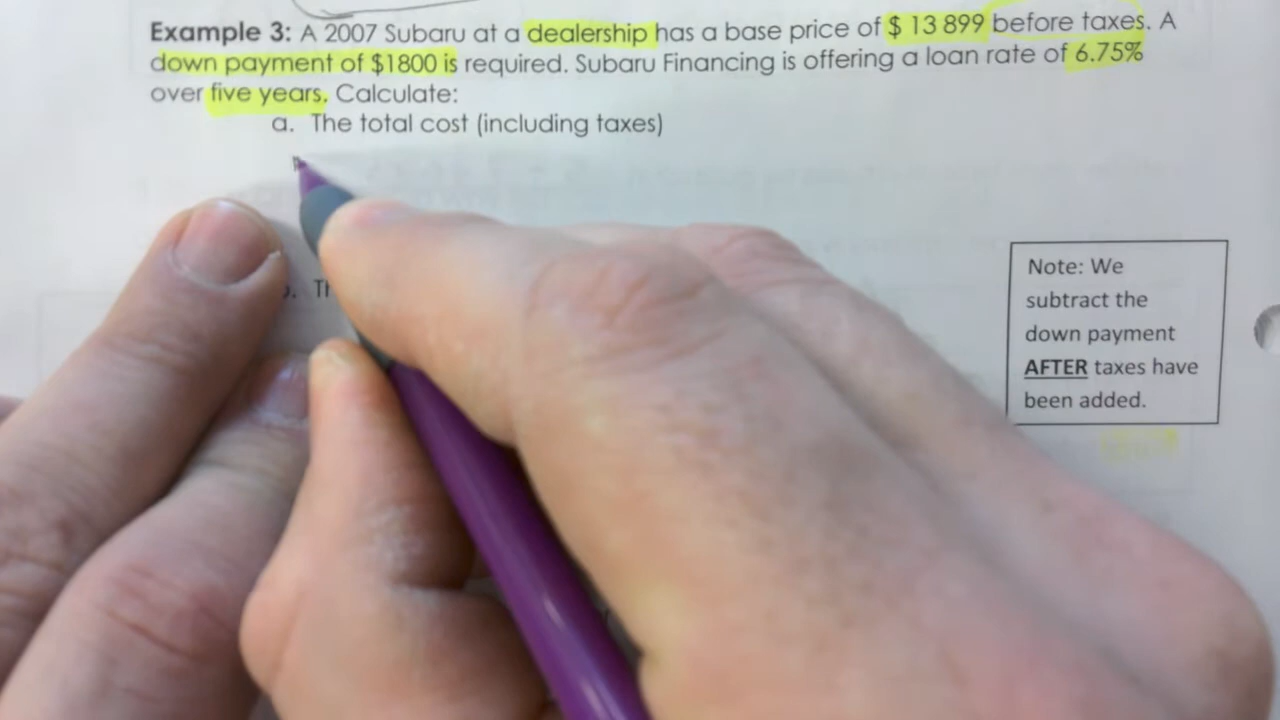 Example 3: A 2007 Subaru at a dealership has a base price of $ 13 899 before taxes. A
down payment of $1800 is required. Subaru Financing is offering a loan rate of 6.75%
over five years. Calculate:
a. The total cost (including taxes)
Note: We
subtract the
down payment
AFTER taxes have
been added.